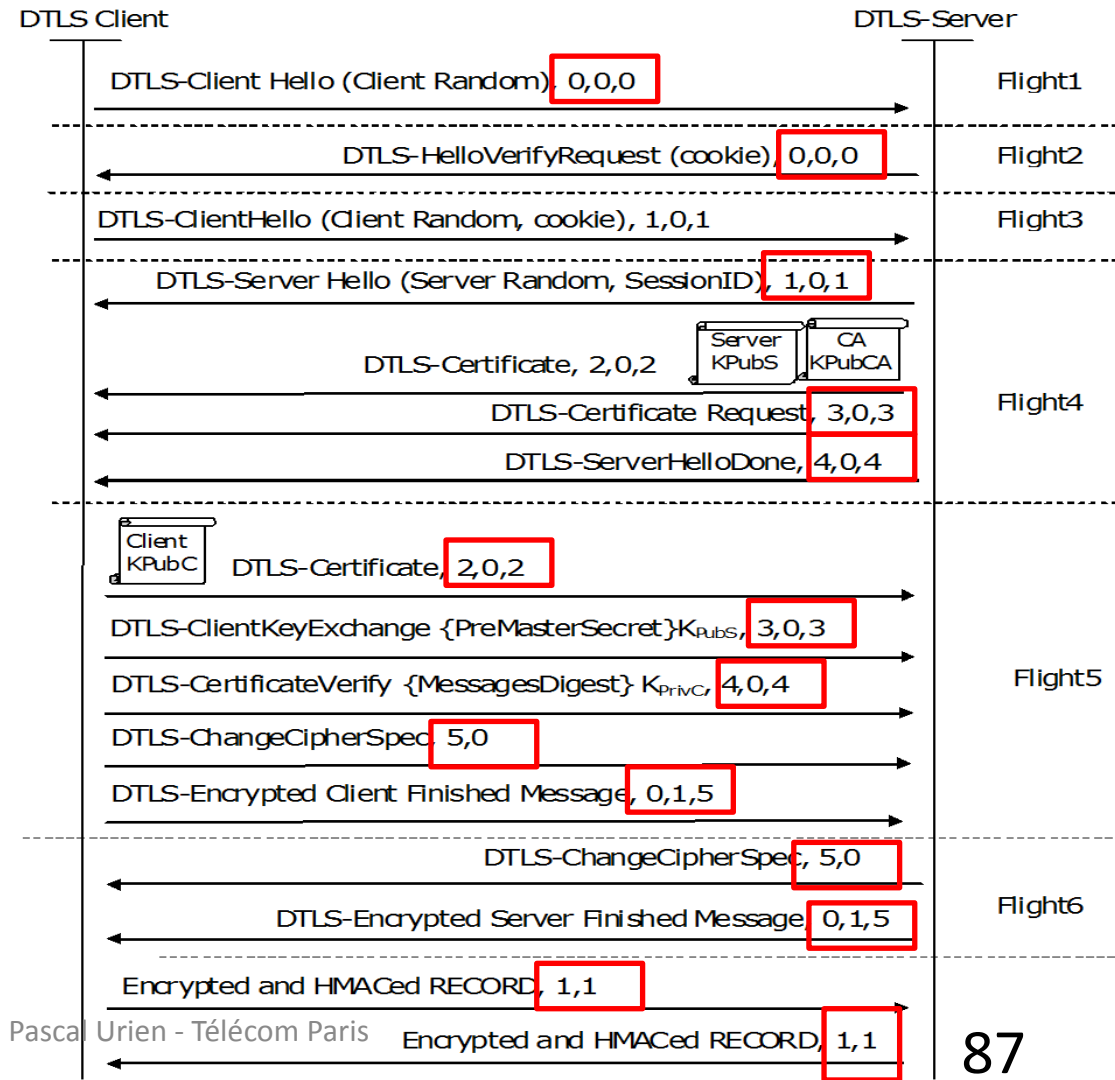 DTLS Client DTLS-Server
DTLS-Client Hello (Client Random), 0,0,0 Flight1
DTLS-HelloVerifyRequest (cookie), 0,0,0 Flight2
DTLS-ClientHello (Client Random, cookie), 1,0,1 Flight3
DTLS-Server Hello (Server Random, SessionID), 1,0,1
Server
KPubS
CA
KPubCA
DTLS-Certificate, 2,0,2
DTLS-Certificate Request, 3,0,3
Flight4
DTLS-ServerHelloDone, 4,0,4
Client
KPubC
DTLS-Certificate, 2,0,2
DTLS-ClientKeyExchange {PreMasterSecret}KPubS, 3,0,3
DTLS-CertificateVerify {MessagesDigest} KPrivC, 4,0,4
Flight5
DTLS-ChangeCipherSpec, 5,0
DTLS-Encrypted Client Finished Message, 0,1,5
DTLS-ChangeCipherSpec, 5,0
Flight6
DTLS-Encrypted Server Finished Message, 0,1,5
Encrypted and HMACed RECORD, 1,1
Pascal Urien - Télécom Paris
Encrypted and HMACed RECORD, 1,1
87